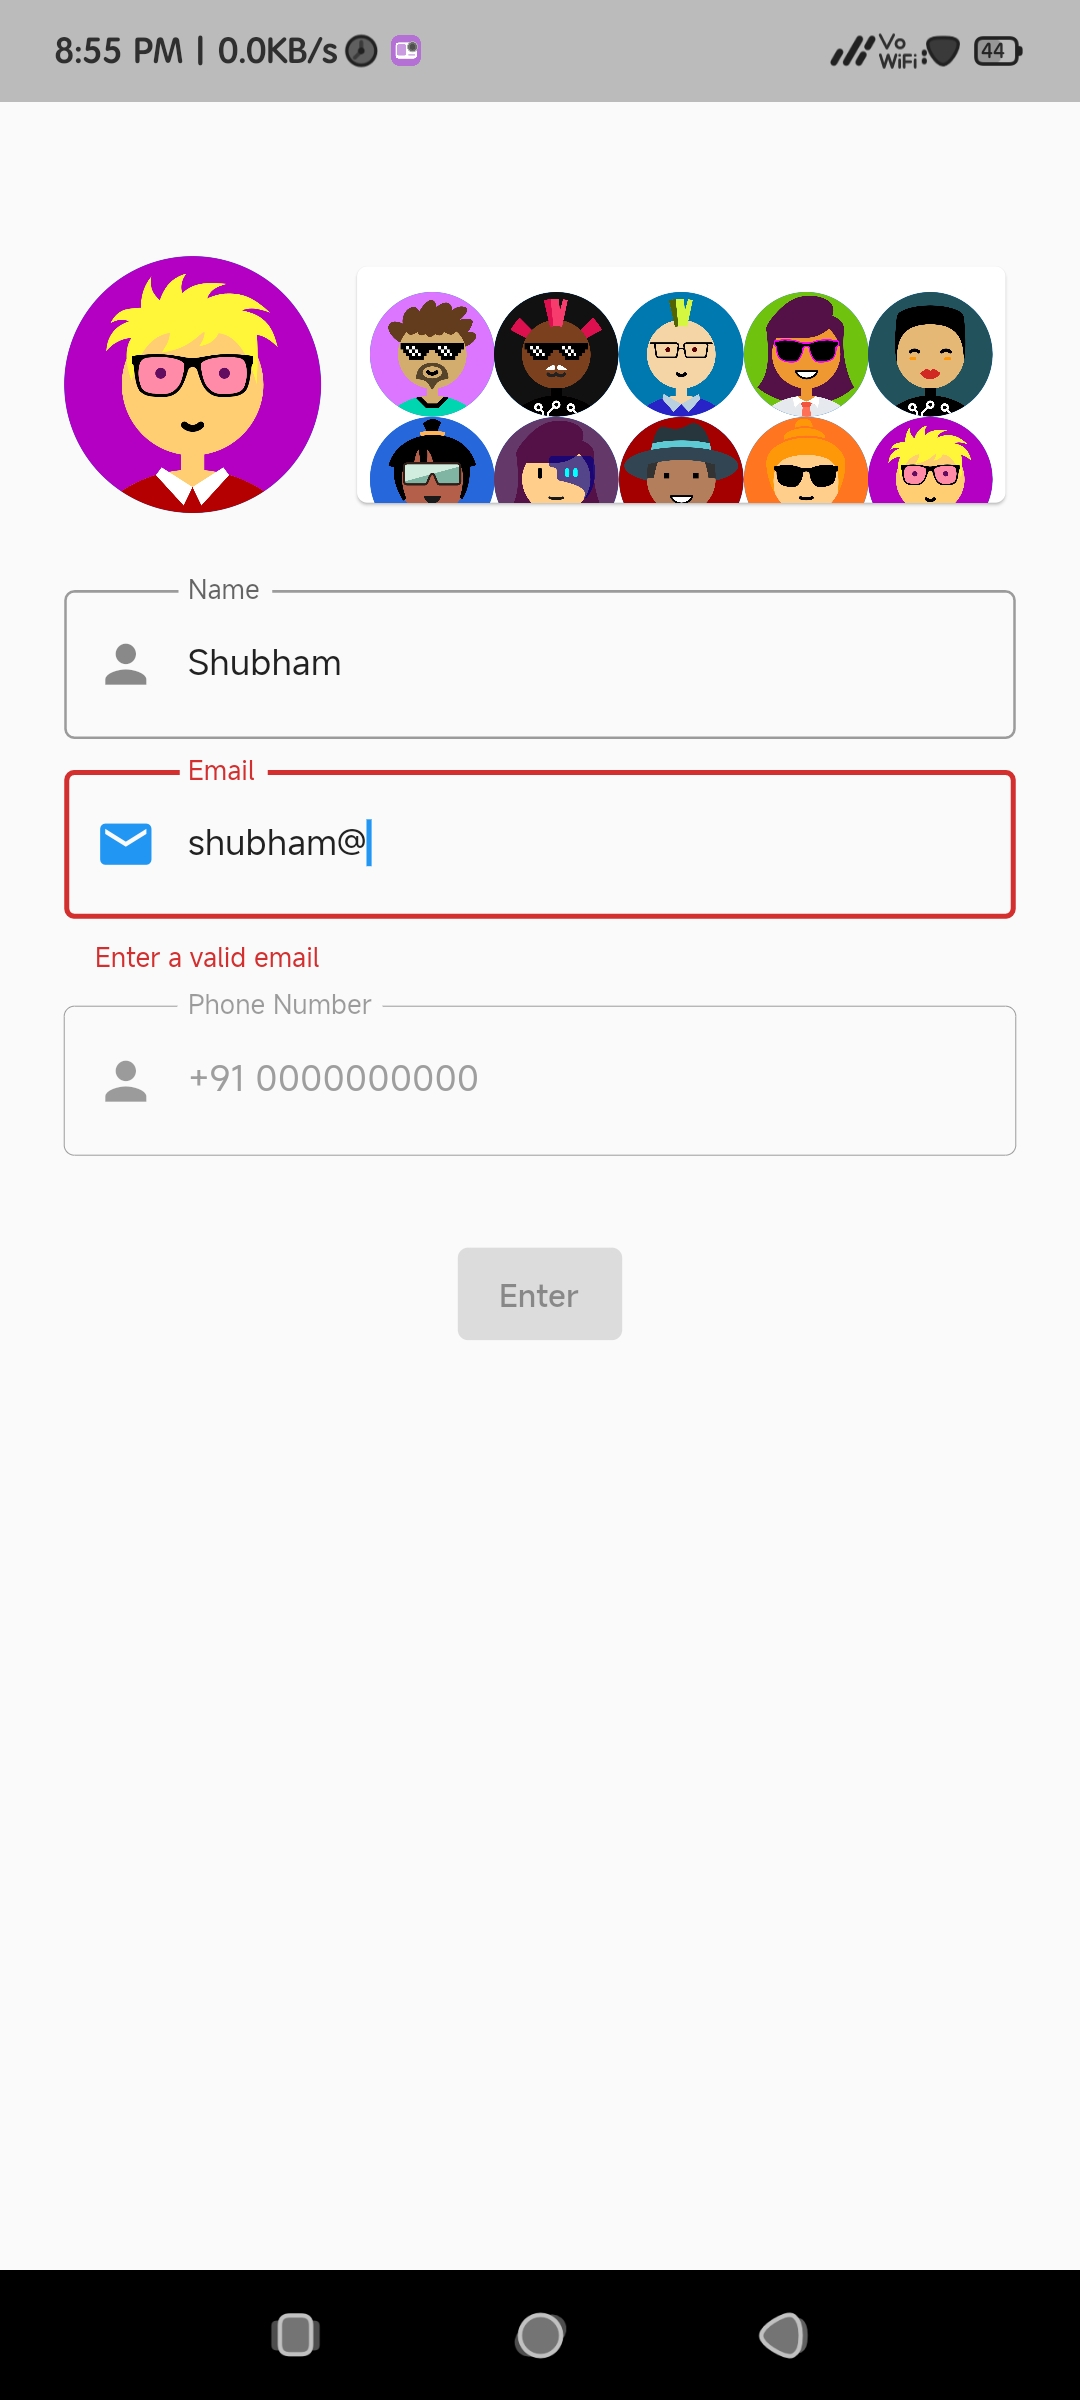 8:55 PM | 0.0KB/s Vo WiFi 44
Name
Shubham
Email
shubham@
Enter a valid email
Phone Number
+91 0000000000
Enter